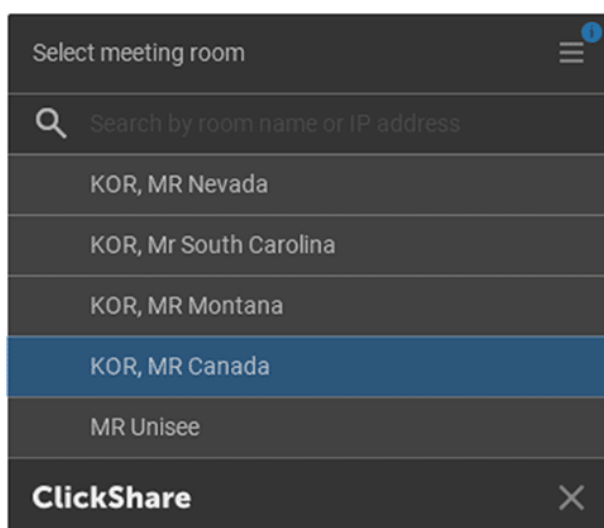 Select meeting room
i
Search by room name or IP address
KOR, MR Nevada
KOR, Mr South Carolina
KOR, MR Montana
KOR, MR Canada
MR Unisee
ClickShare